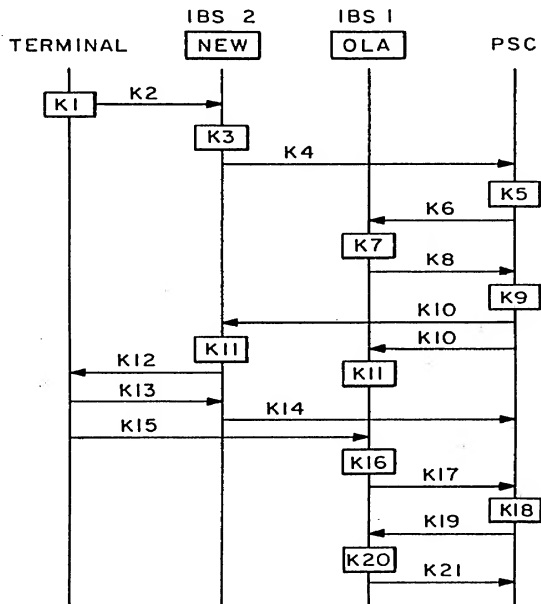 IBS 2 IBS 1
TERMINAL NEW OLA PSC
K1 K2
K3
K4
K5
K6
K7
K8
K9
K10
K10
K11
K11
K12
K13
K14
K15
K16
K17
K18
K19
K20
K21